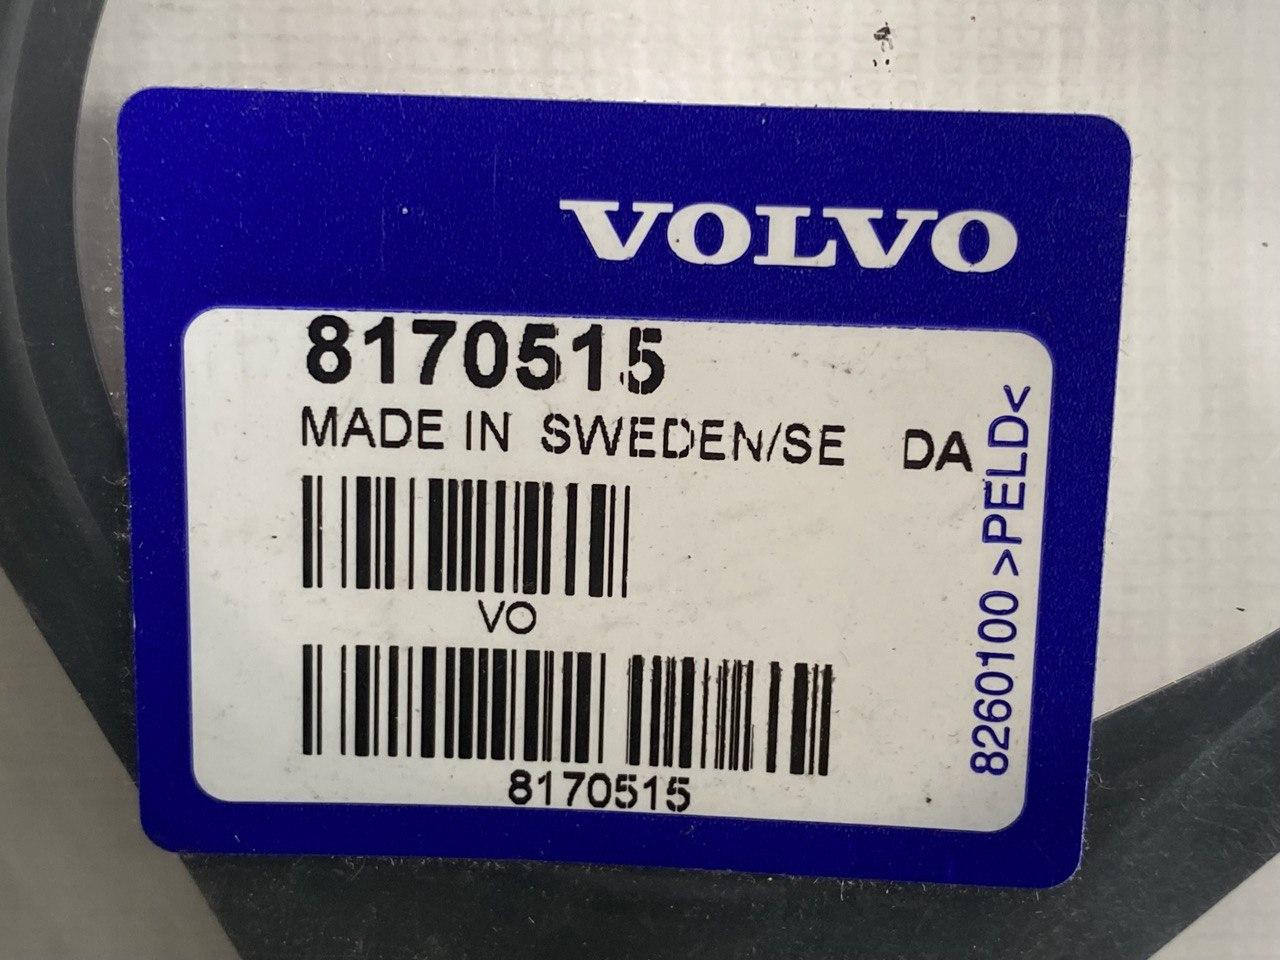 VOLVO
8170515
MADE IN SWEDEN/SE DA
VO
8170515
8260100 >PELD<